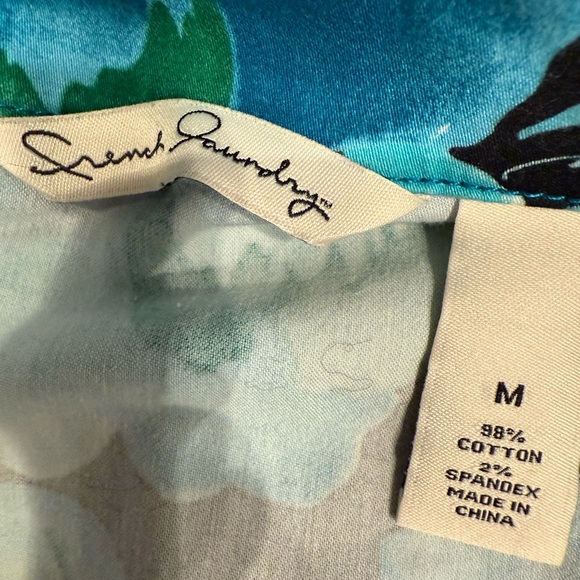 French Laundry™
M
98%
COTTON
2%
SPANDEX
MADE IN
CHINA